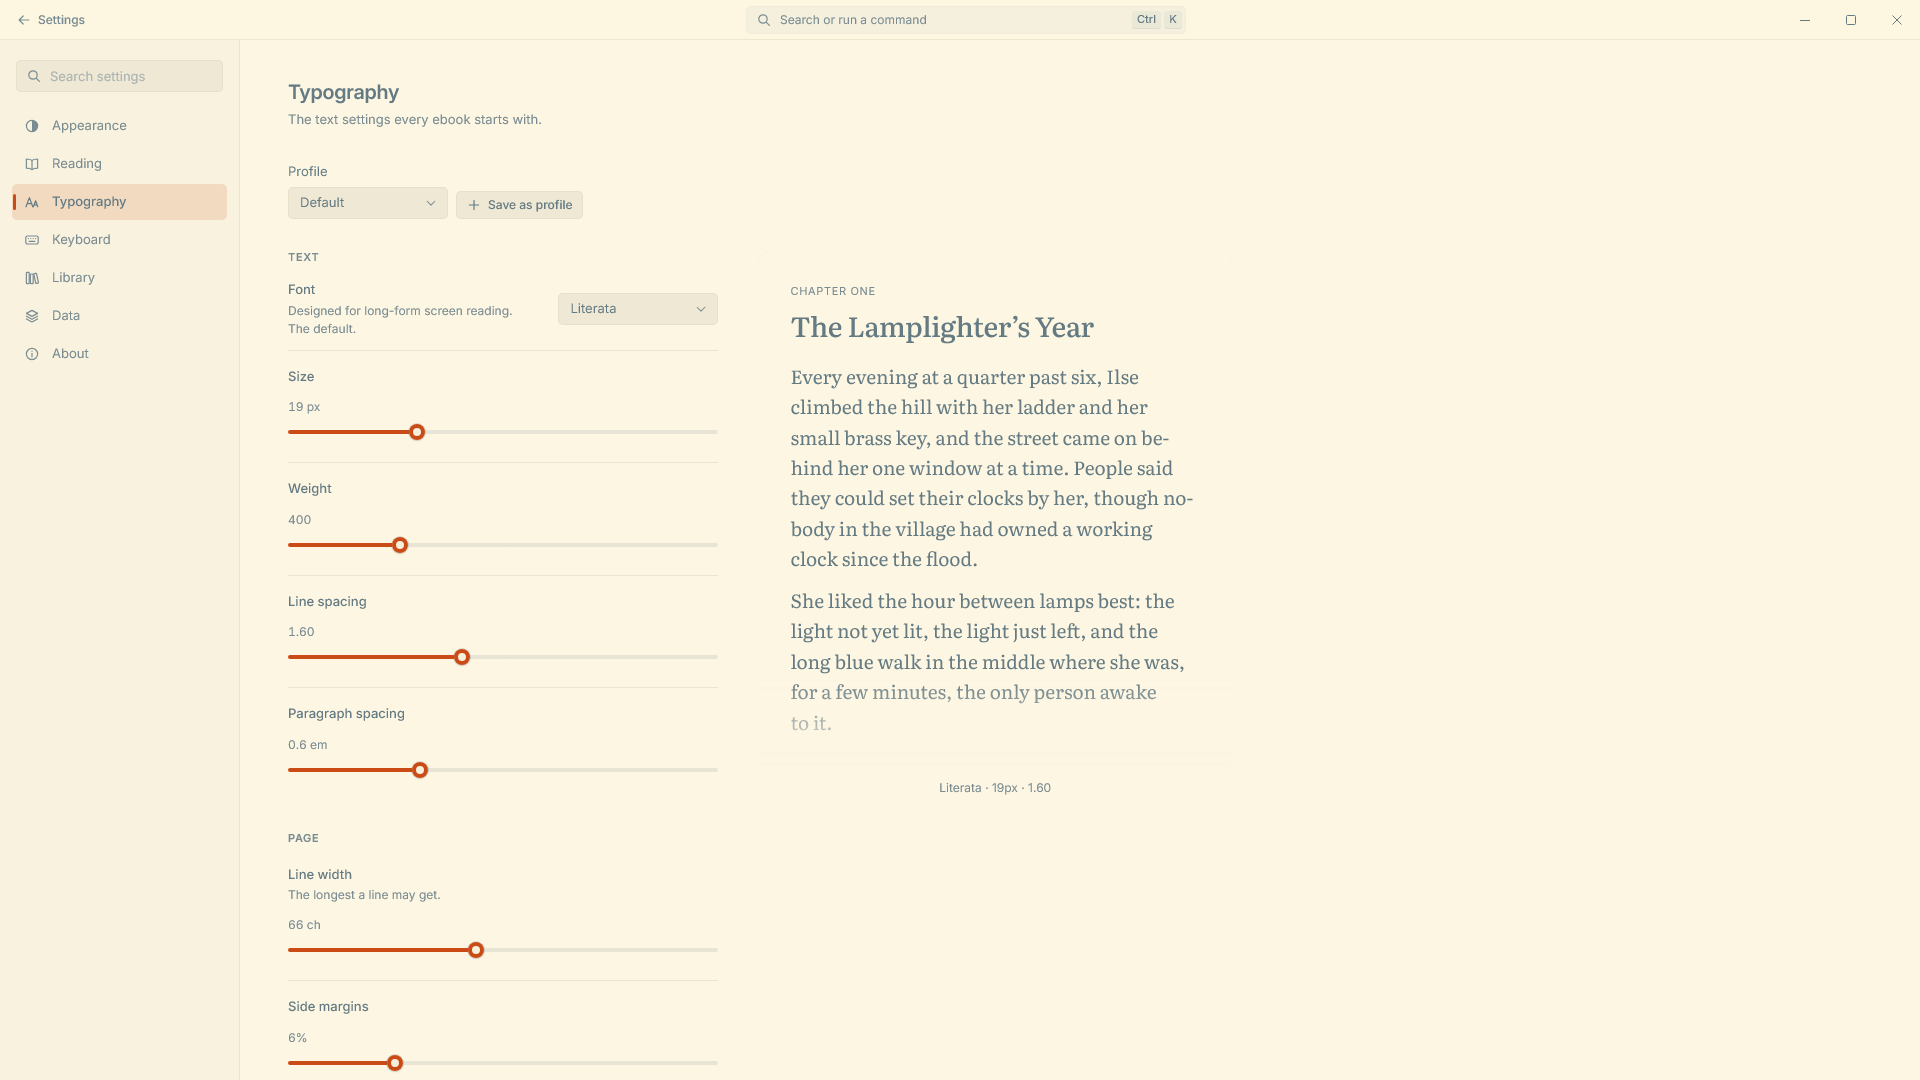 Settings
Search or run a command
Ctrl K
Search settings
Appearance
Reading
Typography
Keyboard
Library
Data
About
Typography
The text settings every ebook starts with.
Profile
Default
Save as profile
TEXT
Font
Designed for long-form screen reading.
The default.
Literata
Size
19 px
Weight
400
Line spacing
1.60
Paragraph spacing
0.6 em
PAGE
Line width
The longest a line may get.
66 ch
Side margins
6%
CHAPTER ONE
The Lamplighter’s Year
Every evening at a quarter past six, Ilse
climbed the hill with her ladder and her
small brass key, and the street came on be-
hind her one window at a time. People said
they could set their clocks by her, though no-
body in the village had owned a working
clock since the flood.
She liked the hour between lamps best: the
light not yet lit, the light just left, and the
long blue walk in the middle where she was,
for a few minutes, the only person awake
to it.
Literata · 19px · 1.60